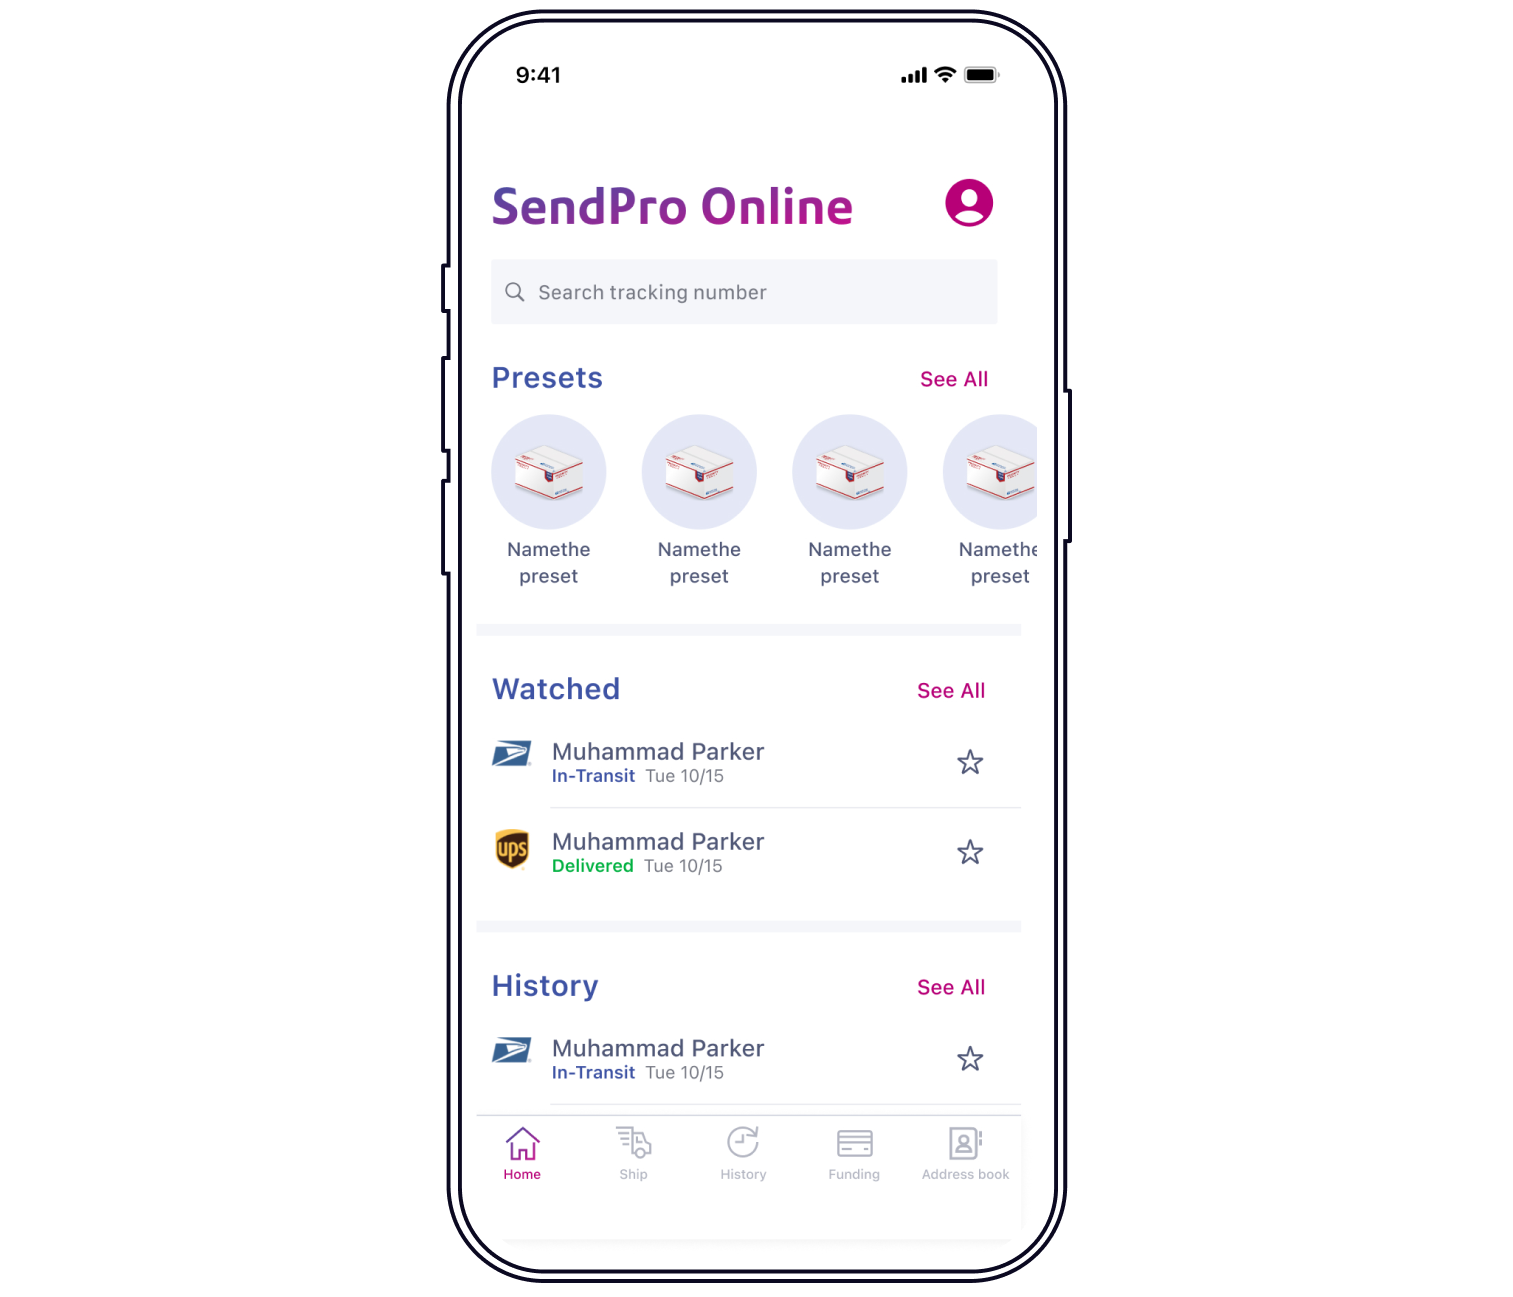 9:41
SendPro Online
Search tracking number
Presets
See All
Namethe
preset
Namethe
preset
Namethe
preset
Namethe
preset
Watched
See All
Muhammad Parker
In-Transit Tue 10/15
ups
Muhammad Parker
Delivered Tue 10/15
History
See All
Muhammad Parker
In-Transit Tue 10/15
Home
Ship
History
Funding
Address book